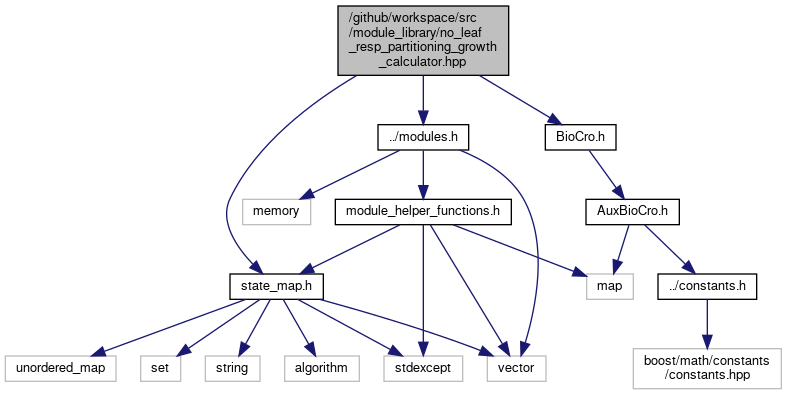 /github/workspace/src
/module_library/no_leaf
_resp_partitioning_growth
_calculator.hpp
../modules.h
BioCro.h
memory
module_helper_functions.h
AuxBioCro.h
state_map.h
map
../constants.h
unordered_map
set
string
algorithm
stdexcept
vector
boost/math/constants
/constants.hpp